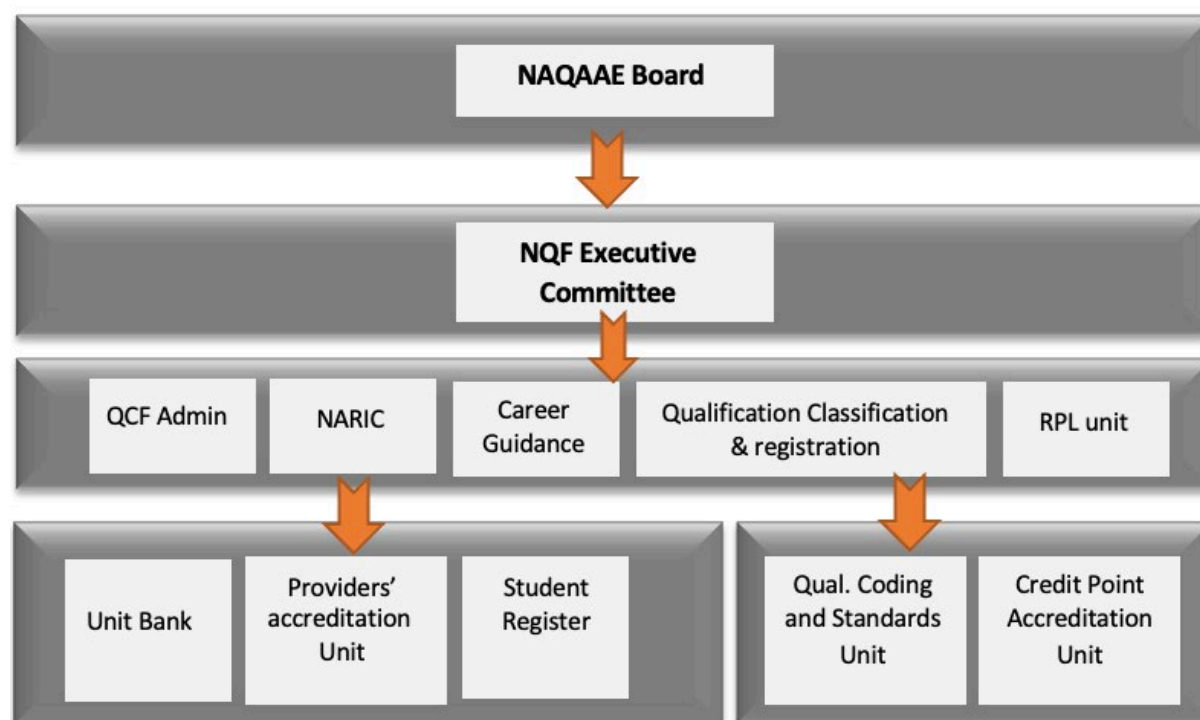 NAQAAE Board
NQF Executive
Committee
QCF Admin
NARIC
Career
Guidance
Qualification Classification
& registration
RPL unit
Unit Bank
Providers’
accreditation
Unit
Student
Register
Qual. Coding
and Standards
Unit
Credit Point
Accreditation
Unit